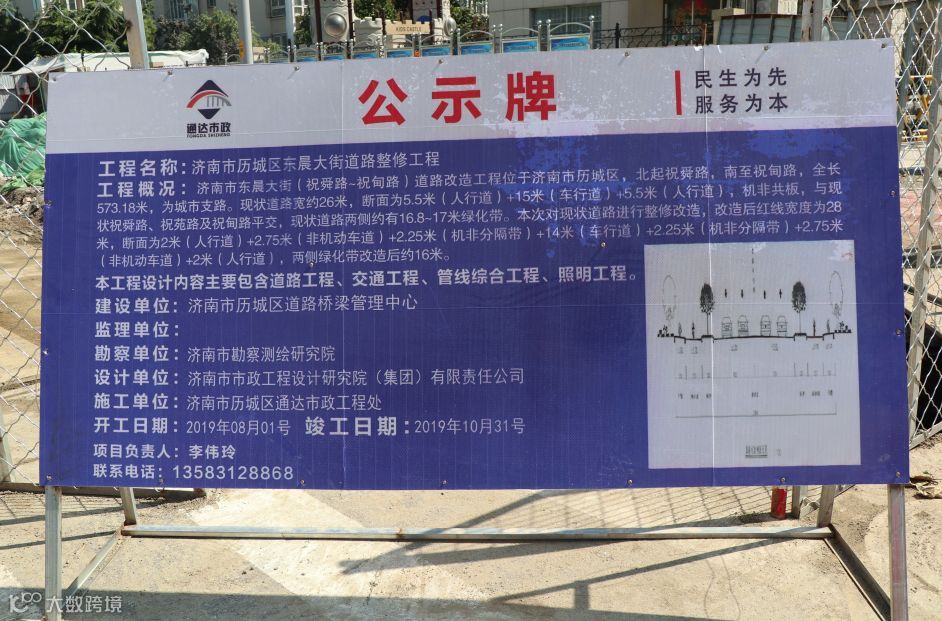 KIDS CASTLE
通达市政
TONGDA SHIZHENG
公示牌
民生为先
服务为本
工程名称：济南市历城区东晨大街道路整修工程
工程概况：济南市东晨大街（祝舜路-祝甸路）道路改造工程位于济南市历城区，北起祝舜路，南至祝甸路，全长
573.18米，为城市支路。现状道路宽约26米，断面为5.5米（人行道）+15米（车行道）+5.5米（人行道），机非共板，与现
状祝舜路、祝苑路及祝甸路平交，现状道路两侧约有16.8-17米绿化带。本次对现状道路进行整修改造，改造后红线宽度为28
米，断面为2米（人行道）+2.75米（非机动车道）+2.25米（机非分隔带）+14米（车行道）+2.25米（机非分隔带）+2.75米
（非机动车道）+2米（人行道），两侧绿化带改造后约16米。
本工程设计内容主要包含道路工程、交通工程、管线综合工程、照明工程。
建设单位：济南市历城区道路桥梁管理中心
监理单位：
勘察单位：济南市勘察测绘研究院
设计单位：济南市市政工程设计研究院（集团）有限责任公司
施工单位：济南市历城区通达市政工程处
开工日期：2019年08月01号 竣工日期：2019年10月31号
项目负责人：李伟玲
联系电话：13583128868
大数跨境